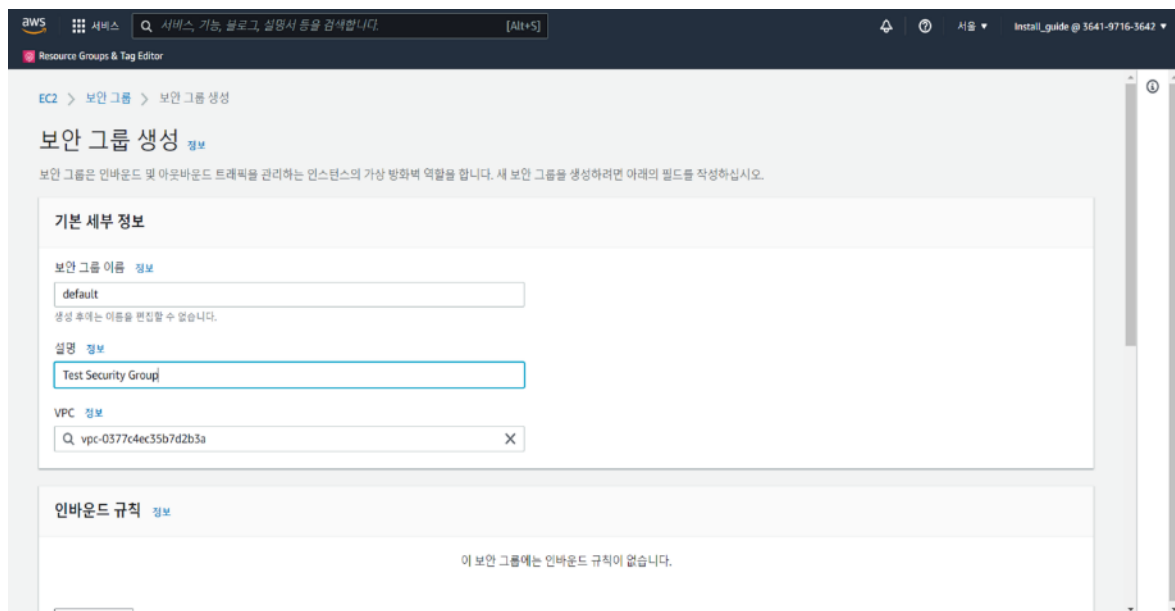 aws 서비스 서비스, 기능, 블로그, 설명서 등을 검색합니다. [Alt+S] 서울 Install_guide @ 3641-9716-3642
Resource Groups & Tag Editor
EC2 > 보안 그룹 > 보안 그룹 생성
보안 그룹 생성 정보
보안 그룹은 인바운드 및 아웃바운드 트래픽을 관리하는 인스턴스의 가상 방화벽 역할을 합니다. 새 보안 그룹을 생성하려면 아래의 필드를 작성하십시오.
기본 세부 정보
보안 그룹 이름 정보
default
생성 후에는 이름을 편집할 수 없습니다.
설명 정보
Test Security Group
VPC 정보
vpc-0377c4ec35b7d2b3a
인바운드 규칙 정보
이 보안 그룹에는 인바운드 규칙이 없습니다.